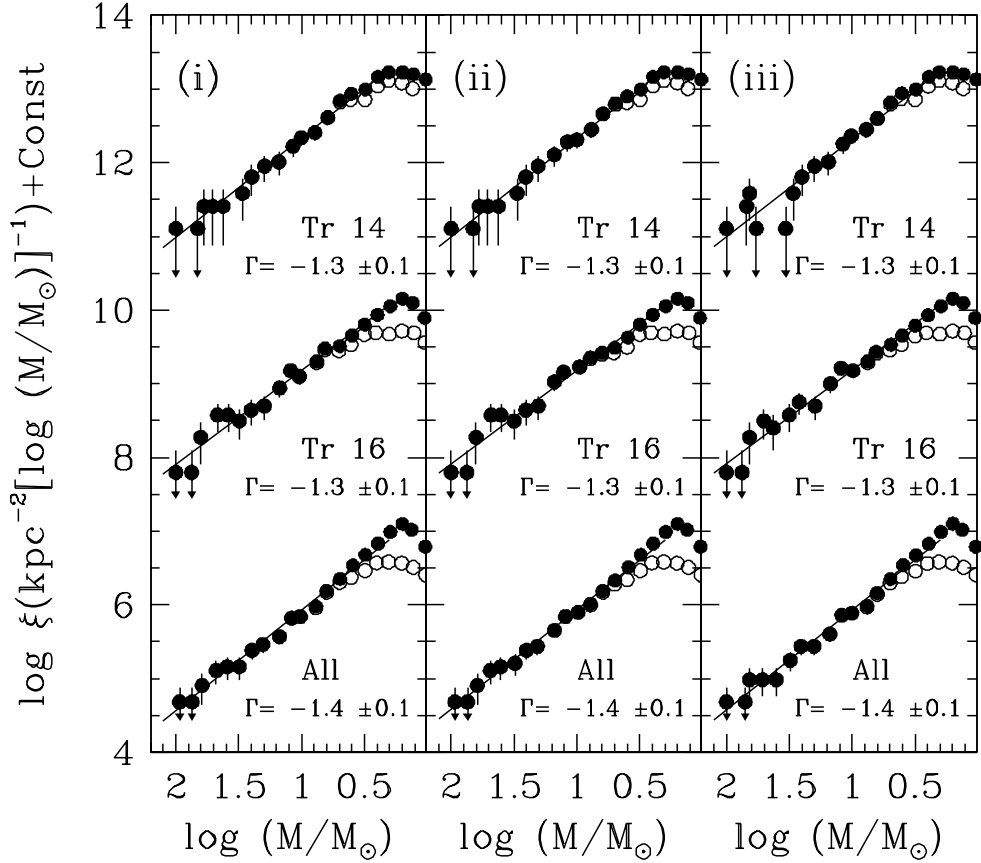 log ξ(kpc⁻²[log (M/M⊙)]⁻¹)+Const
14
12
10
8
6
4
(i)
(ii)
(iii)
Tr 14
Γ= −1.3 ±0.1
Tr 14
Γ= −1.3 ±0.1
Tr 14
Γ= −1.3 ±0.1
Tr 16
Γ= −1.3 ±0.1
Tr 16
Γ= −1.3 ±0.1
Tr 16
Γ= −1.3 ±0.1
All
Γ= −1.4 ±0.1
All
Γ= −1.4 ±0.1
All
Γ= −1.4 ±0.1
2 1.5 1 0.5
2 1.5 1 0.5
2 1.5 1 0.5
log (M/M⊙)
log (M/M⊙)
log (M/M⊙)